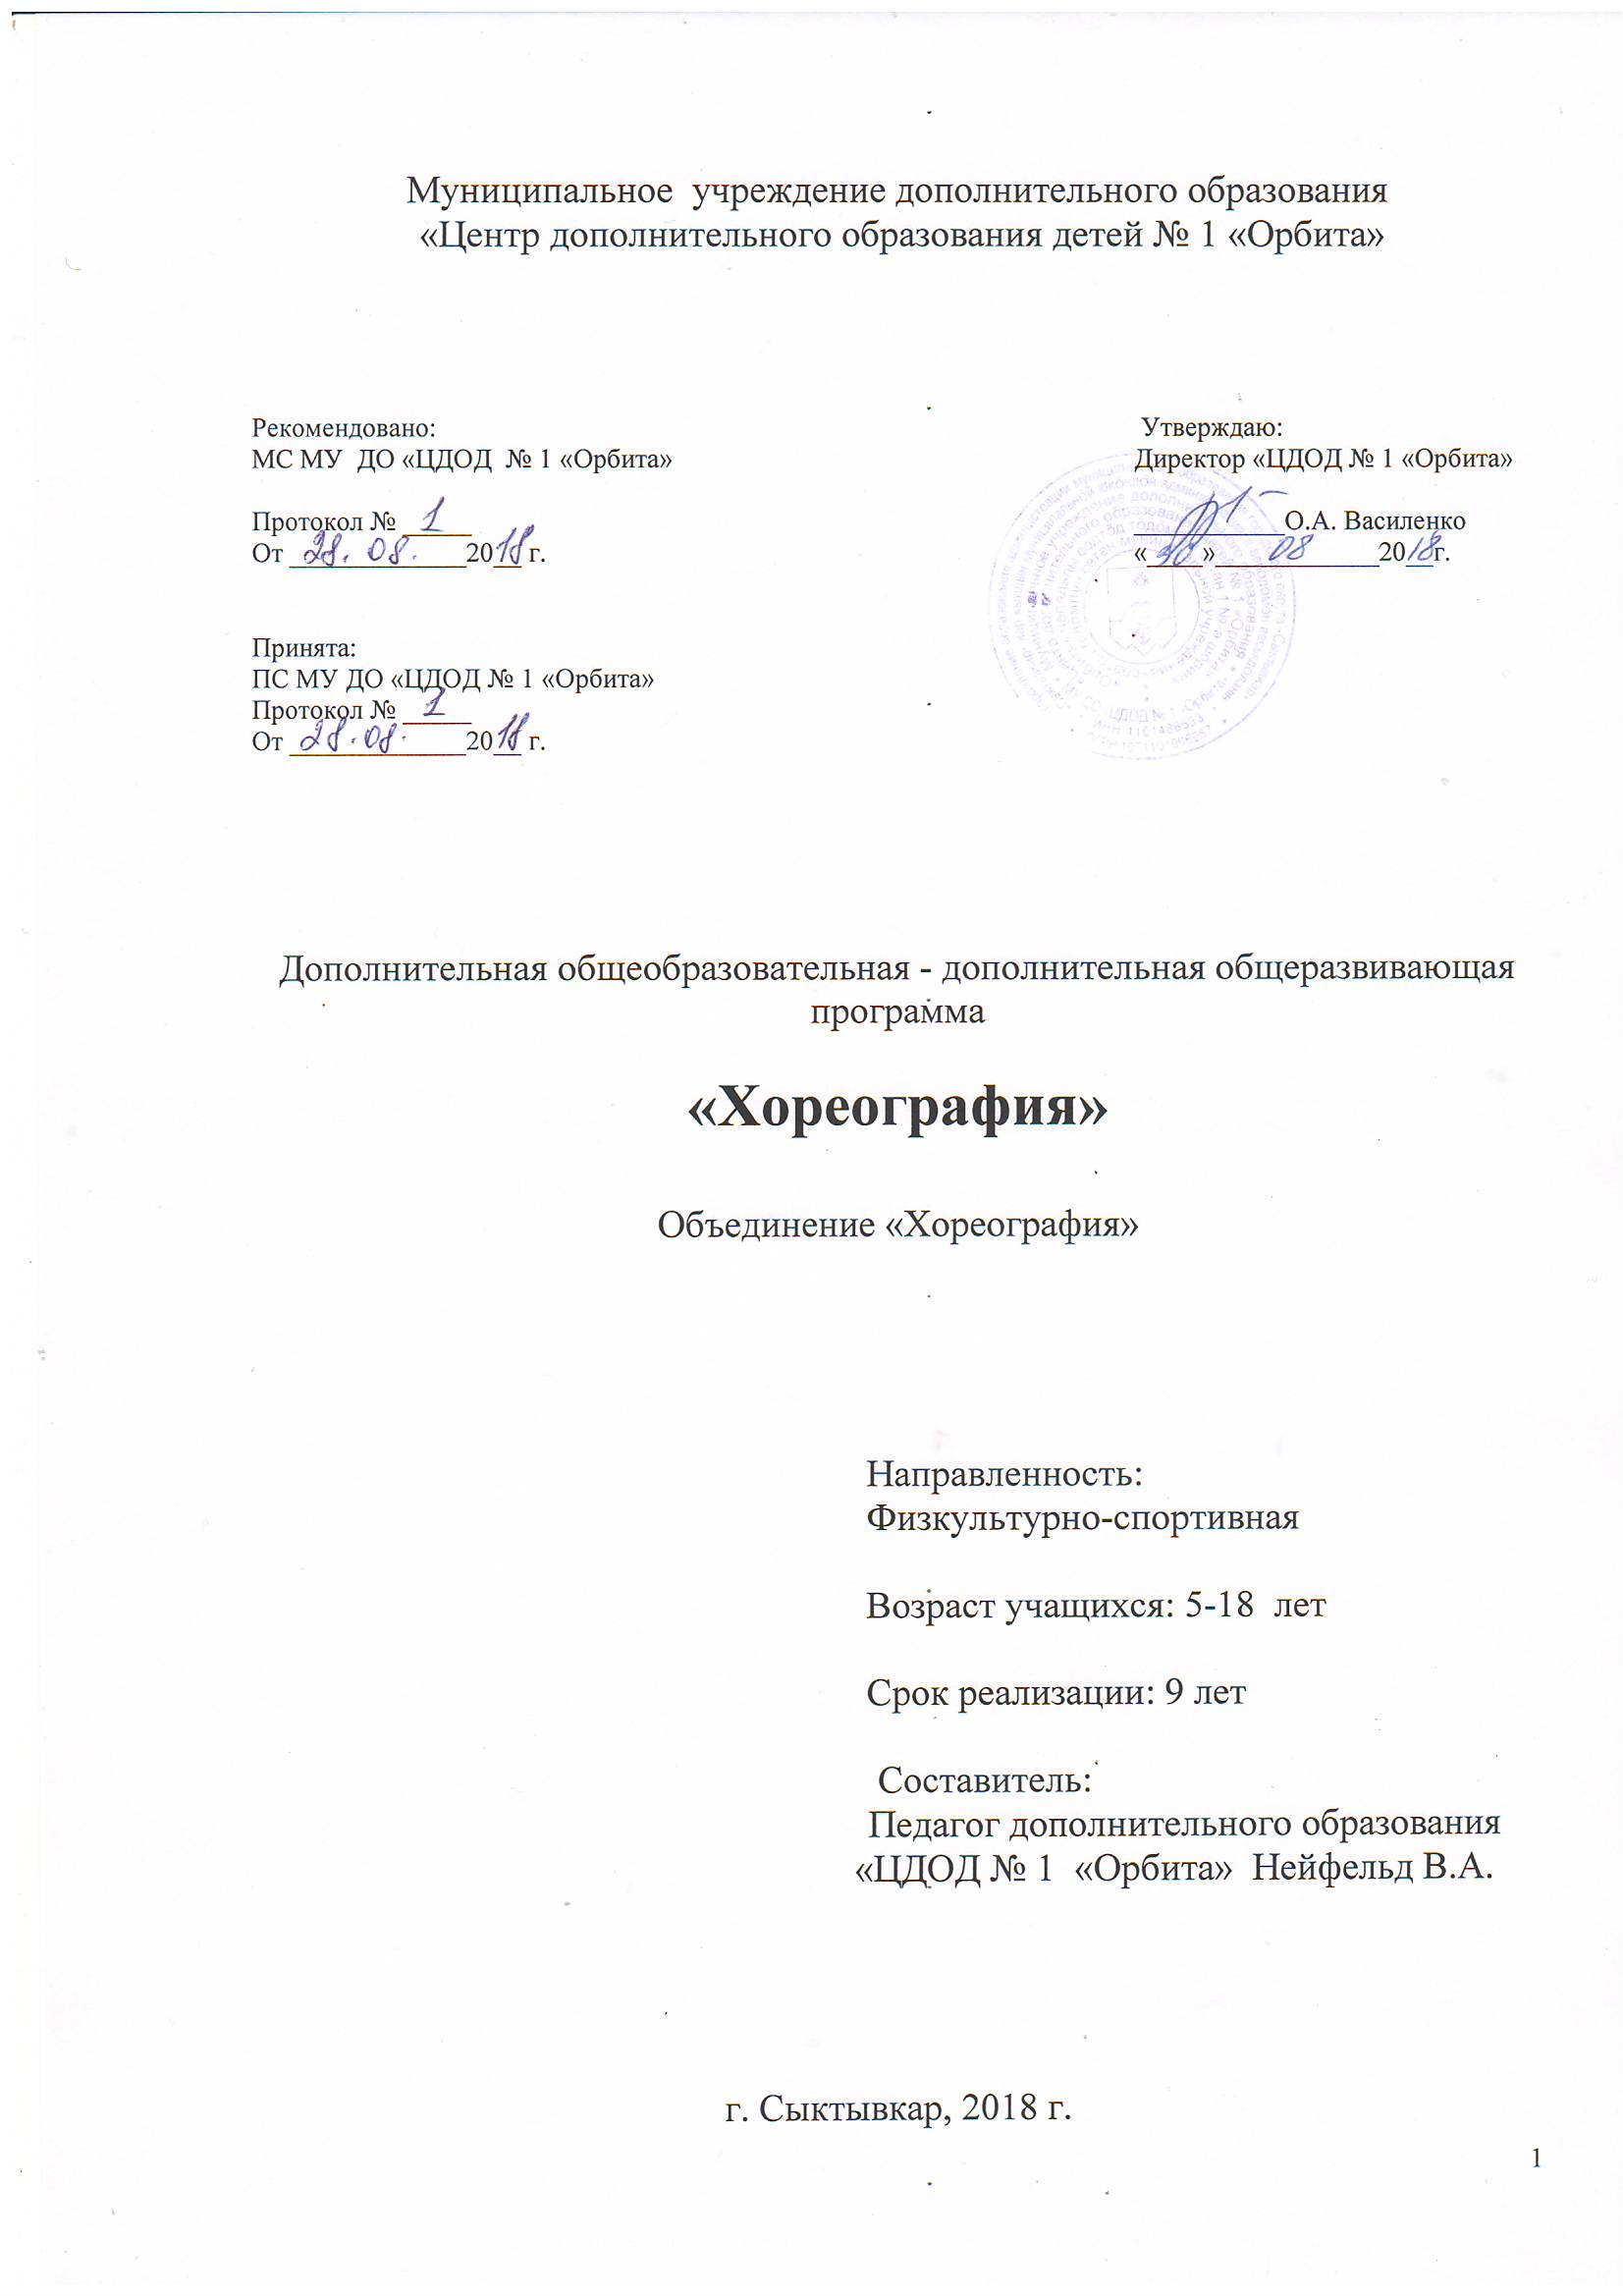 Муниципальное  учреждение дополнительного образования
«Центр дополнительного образования детей № 1 «Орбита»
Рекомендовано:
МС МУ  ДО «ЦДОД  № 1 «Орбита»
Протокол № 1
От 28. 08. 2018 г.
Принята:
ПС МУ ДО «ЦДОД № 1 «Орбита»
Протокол № 1
От 28.08. 2018 г.
Утверждаю:
Директор «ЦДОД № 1 «Орбита»
О.А. Василенко
« » 08 2018г.
Дополнительная общеобразовательная - дополнительная общеразвивающая
программа
«Хореография»
Объединение «Хореография»
Направленность:
Физкультурно-спортивная
Возраст учащихся: 5-18  лет
Срок реализации: 9 лет
Составитель:
Педагог дополнительного образования
«ЦДОД № 1  «Орбита»  Нейфельд В.А.
г. Сыктывкар, 2018 г.
1